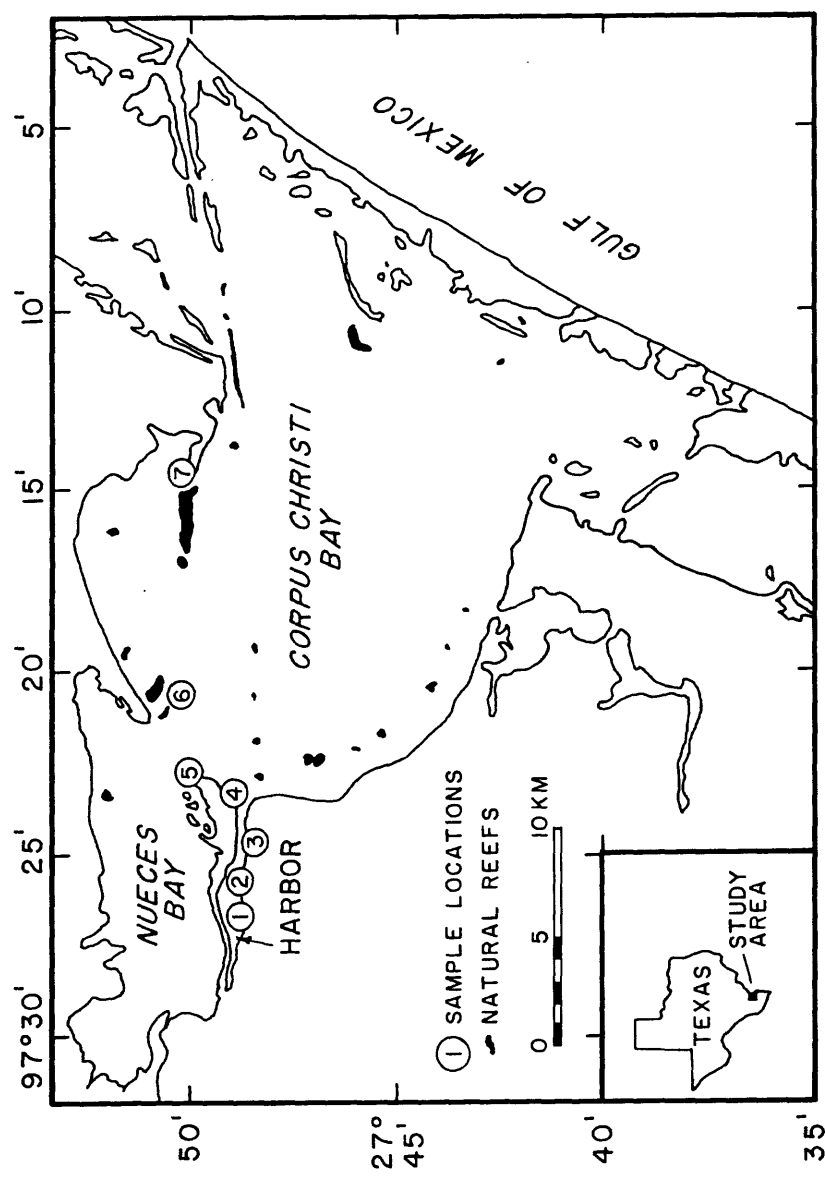 97°30'
25'
20'
15'
10'
5'
50'
27°
45'
40'
35'
NUECES
BAY
CORPUS CHRISTI
BAY
GULF OF MEXICO
HARBOR
1
2
3
4
5
6
7
1 SAMPLE LOCATIONS
NATURAL REEFS
0 5 10 KM
TEXAS
STUDY
AREA